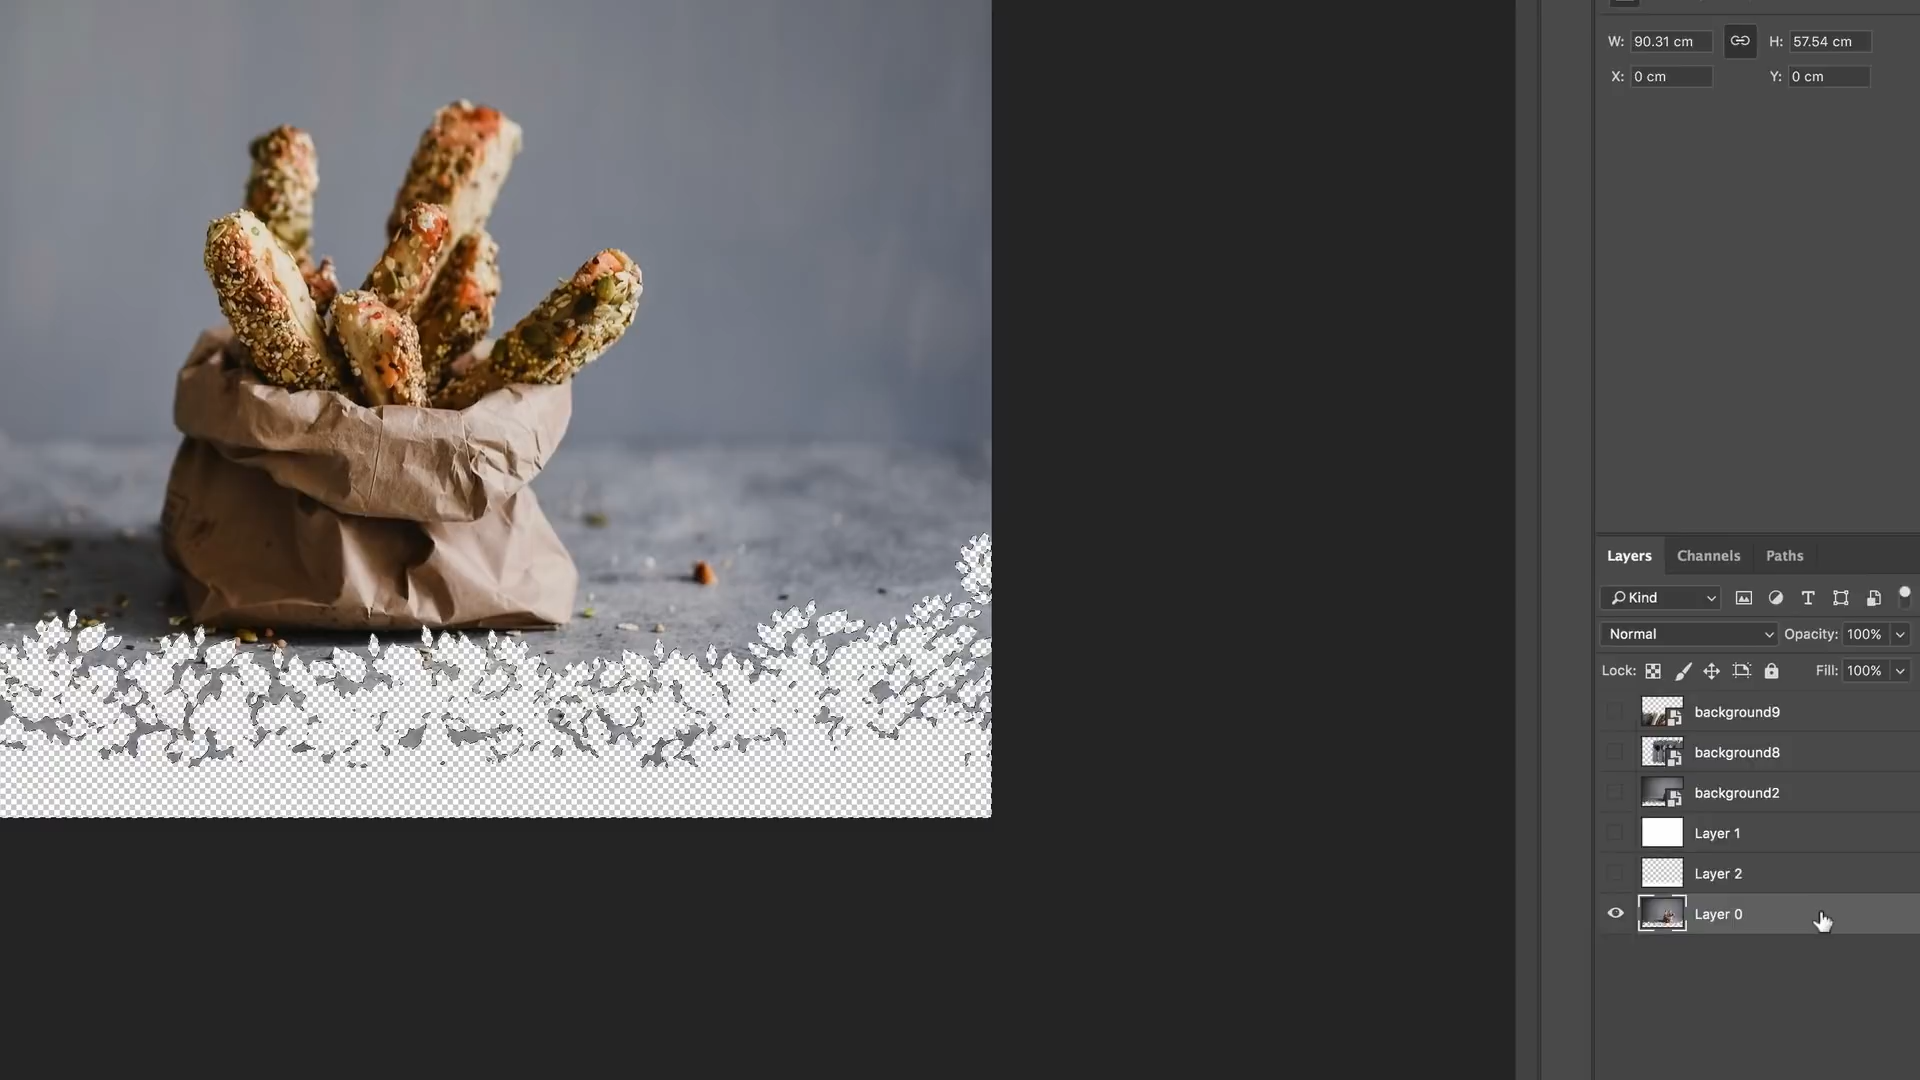 W: 90.31 cm H: 57.54 cm
X: 0 cm Y: 0 cm
Layers Channels Paths
Kind
Normal Opacity: 100%
Lock: Fill: 100%
background9
background8
background2
Layer 1
Layer 2
Layer 0